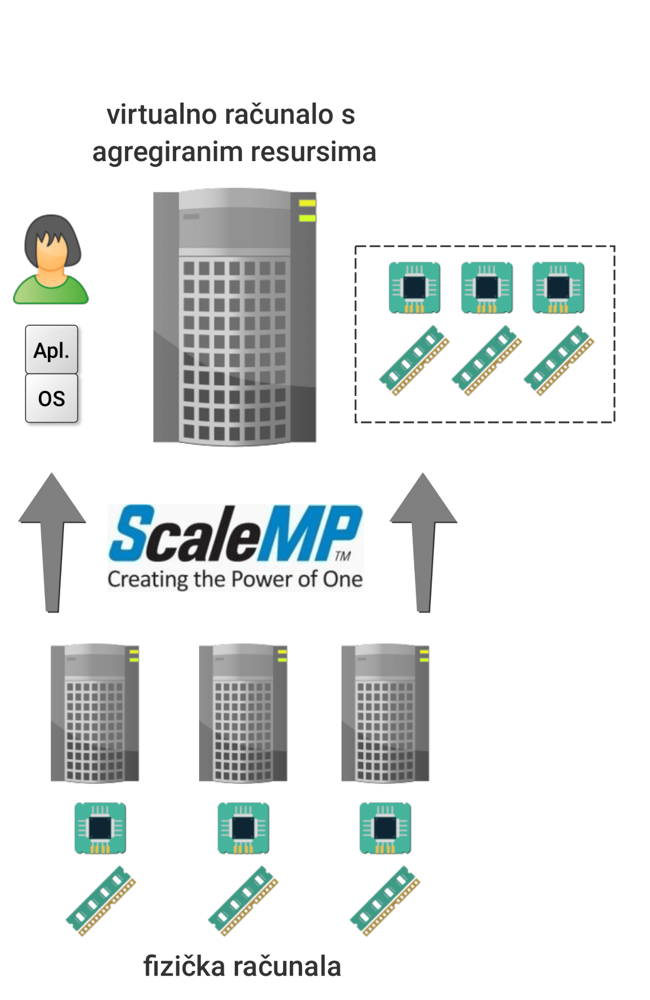 virtualno računalo s
agregiranim resursima
Apl.
OS
ScaleMP™
Creating the Power of One
fizička računala